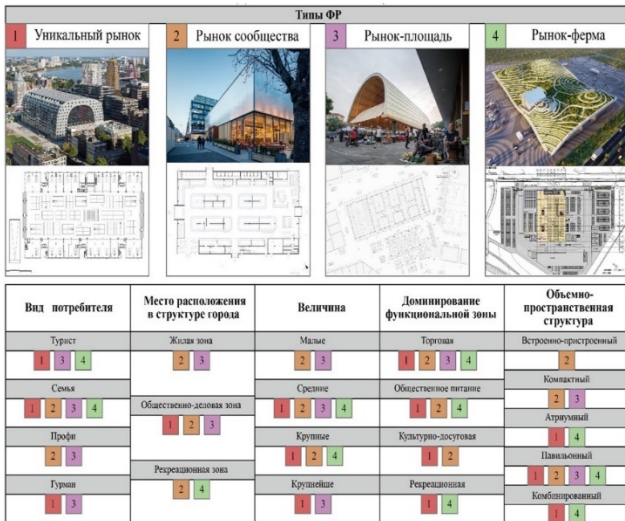 Типы ФР
1 Уникальный рынок
2 Рынок сообщества
3 Рынок-площадь
4 Рынок-ферма
Вид потребителя
Место расположения
в структуре города
Величина
Доминирование
функциональной зоны
Объемно-
пространственная
структура
Турист
1 3 4
Семья
1 2 3 4
Профи
2 3
Гурман
1 3
Жилая зона
2 3
Общественно-деловая зона
1 2 3
Рекреационная зона
2 4
Малые
2 3
Средние
1 2 3 4
Крупные
1 2 4
Крупнейше
1 3
Торговая
1 2 3 4
Общественное питание
1 2 4
Культурно-досуговая
1 2
Рекреационная
1 4
Встроенно-пристроенный
2
Компактный
2 3
Атриумный
1 4
Павильонный
1 2 3 4
Комбинированный
1 4